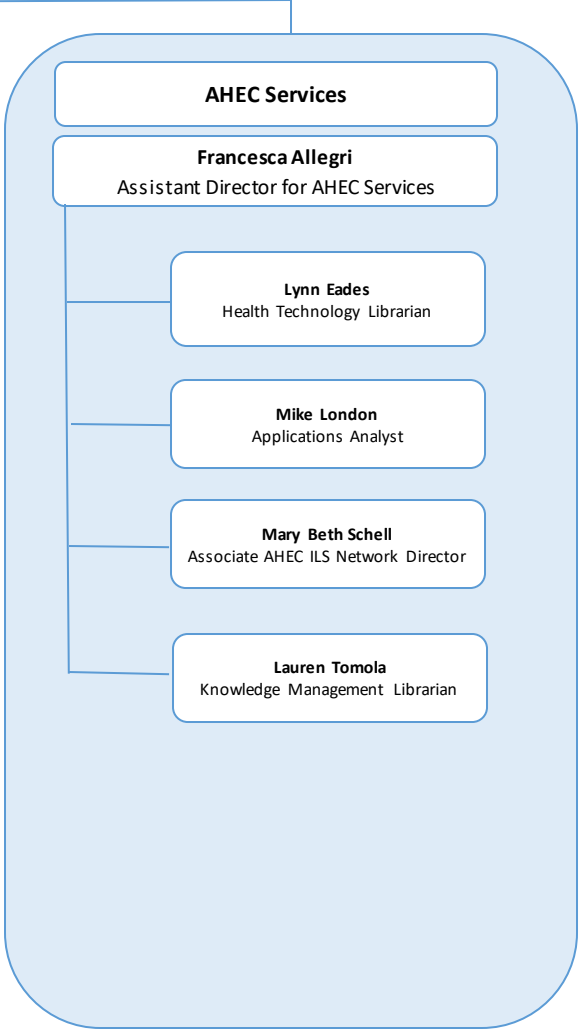 AHEC Services
Francesca Allegri
Assistant Director for AHEC Services
Lynn Eades
Health Technology Librarian
Mike London
Applications Analyst
Mary Beth Schell
Associate AHEC ILS Network Director
Lauren Tomola
Knowledge Management Librarian